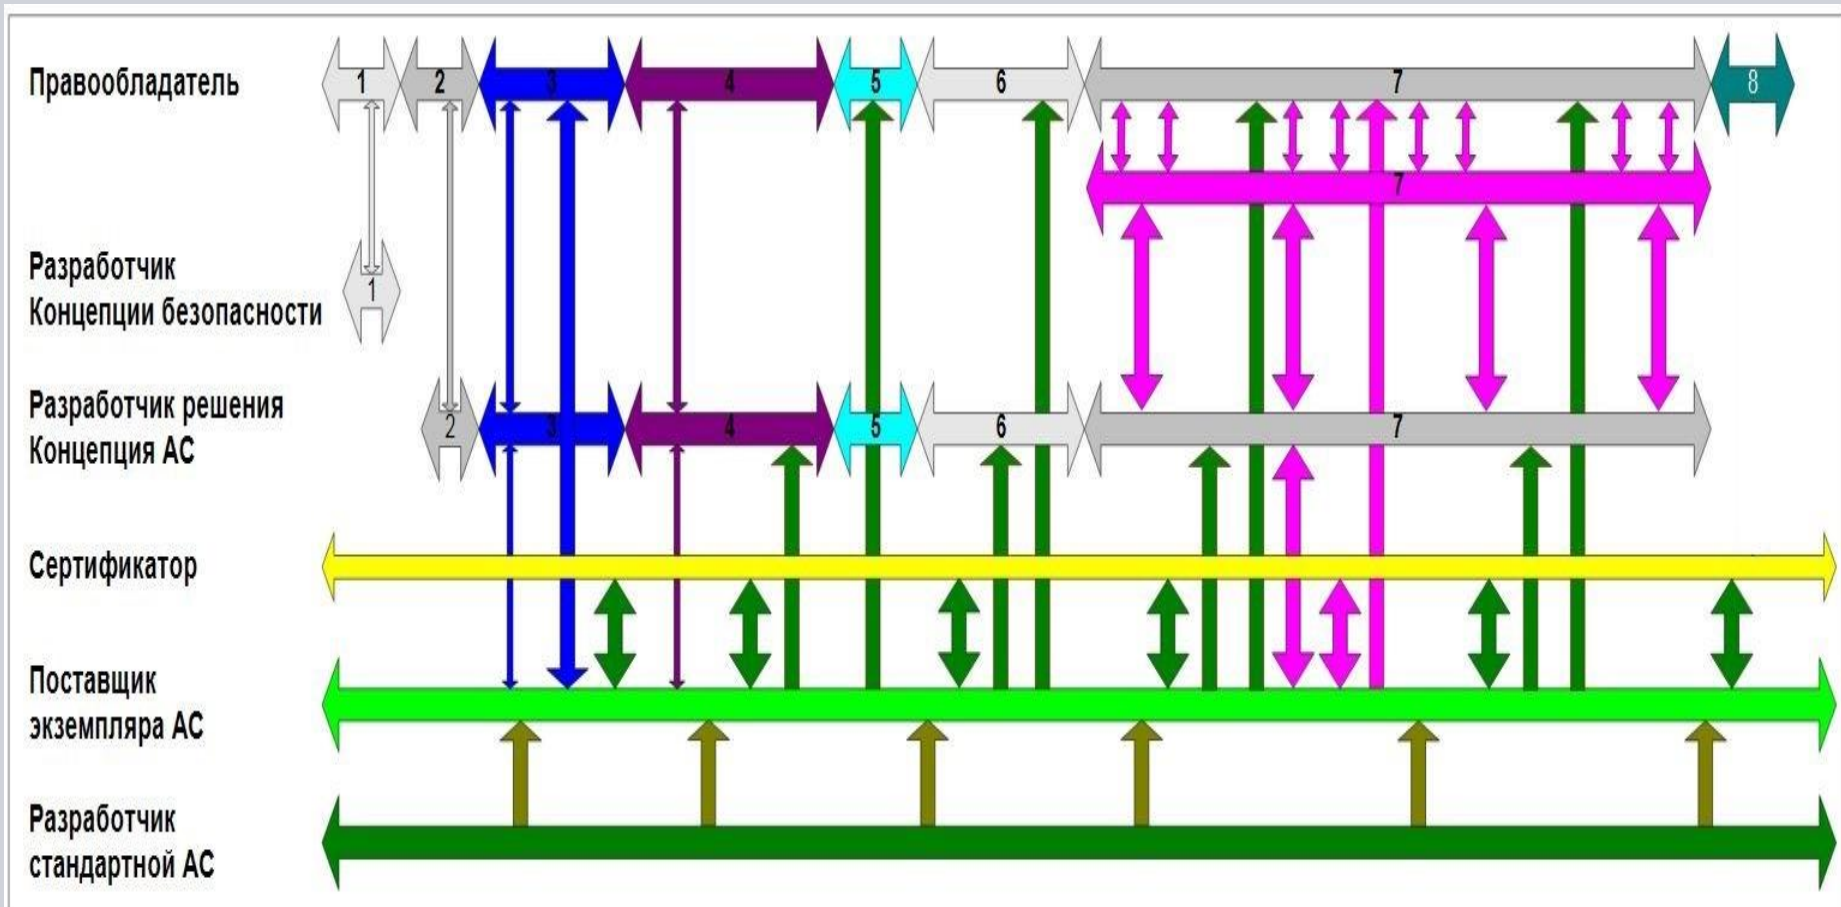 Правообладатель
1 2 3 4 5 6 7 8
7
Разработчик
Концепции безопасности
1
Разработчик решения
Концепция АС
2 3 4 5 6 7
Сертификатор
Поставщик
экземпляра АС
Разработчик
стандартной АС